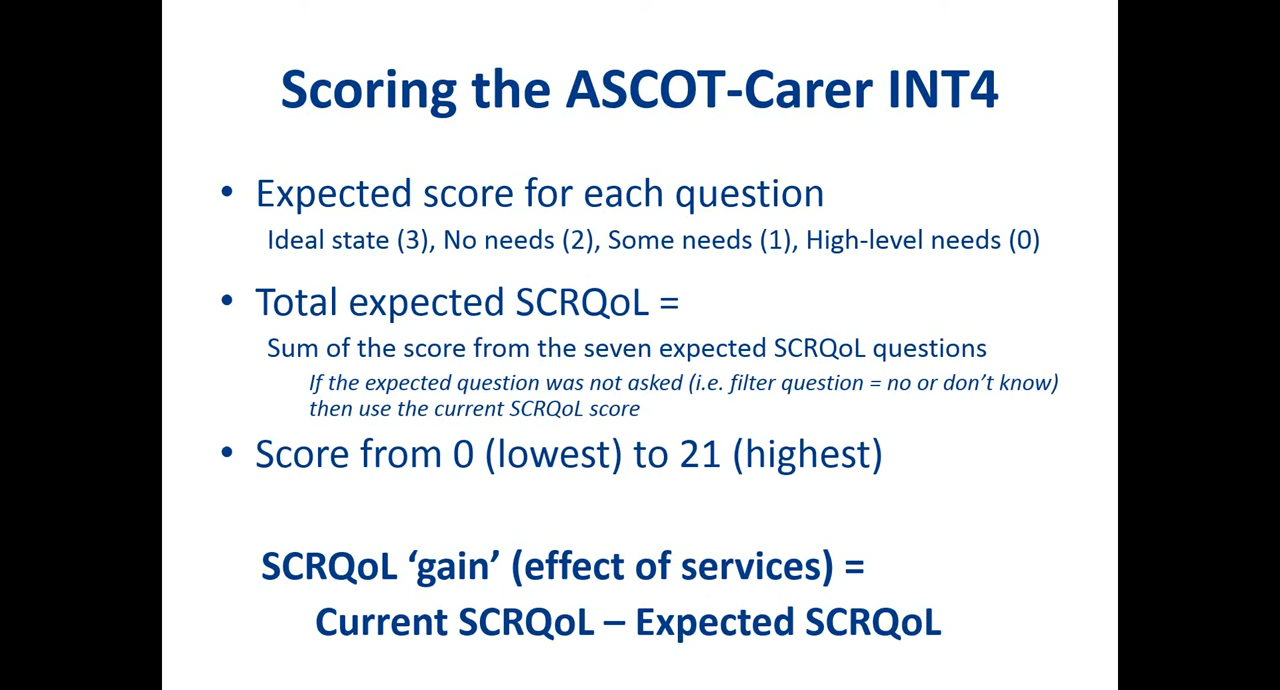 Scoring the ASCOT-Carer INT4
• Expected score for each question
Ideal state (3), No needs (2), Some needs (1), High-level needs (0)
• Total expected SCRQoL =
Sum of the score from the seven expected SCRQoL questions
If the expected question was not asked (i.e. filter question = no or don’t know)
then use the current SCRQoL score
• Score from 0 (lowest) to 21 (highest)
SCRQoL ‘gain’ (effect of services) =
Current SCRQoL – Expected SCRQoL